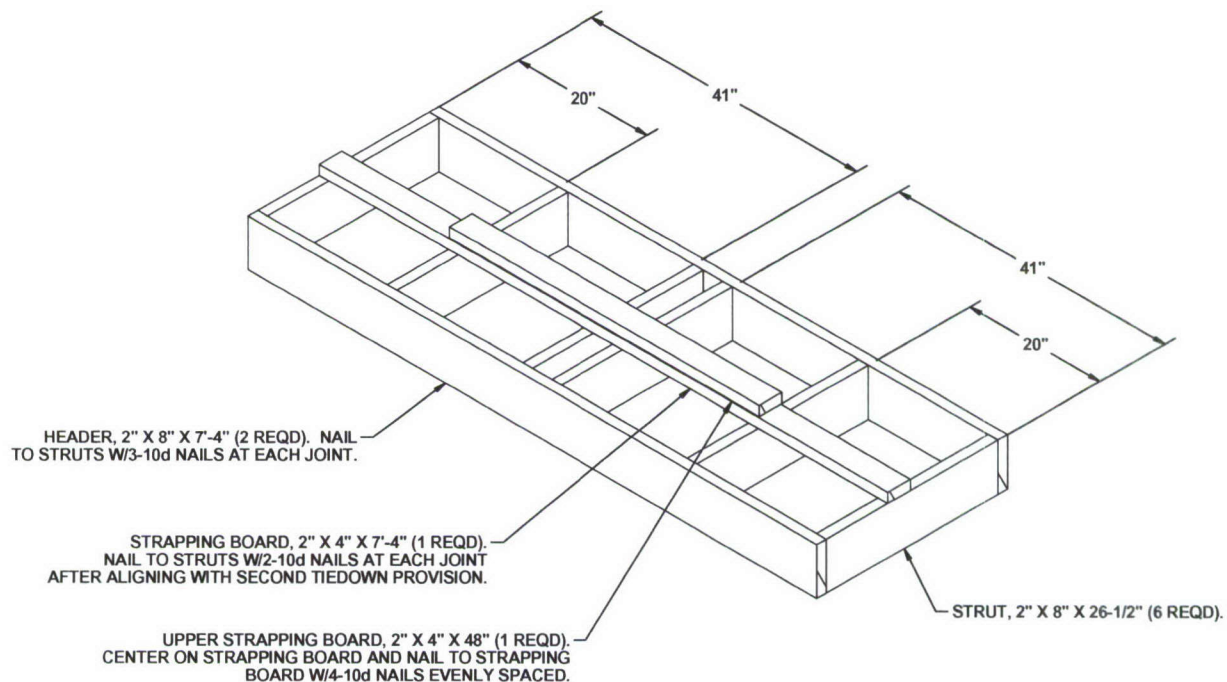 41"
20"
41"
20"
HEADER, 2" X 8" X 7'-4" (2 REQD). NAIL
TO STRUTS W/3-10d NAILS AT EACH JOINT.
STRAPPING BOARD, 2" X 4" X 7'-4" (1 REQD).
NAIL TO STRUTS W/2-10d NAILS AT EACH JOINT
AFTER ALIGNING WITH SECOND TIEDOWN PROVISION.
STRUT, 2" X 8" X 26-1/2" (6 REQD).
UPPER STRAPPING BOARD, 2" X 4" X 48" (1 REQD).
CENTER ON STRAPPING BOARD AND NAIL TO STRAPPING
BOARD W/4-10d NAILS EVENLY SPACED.